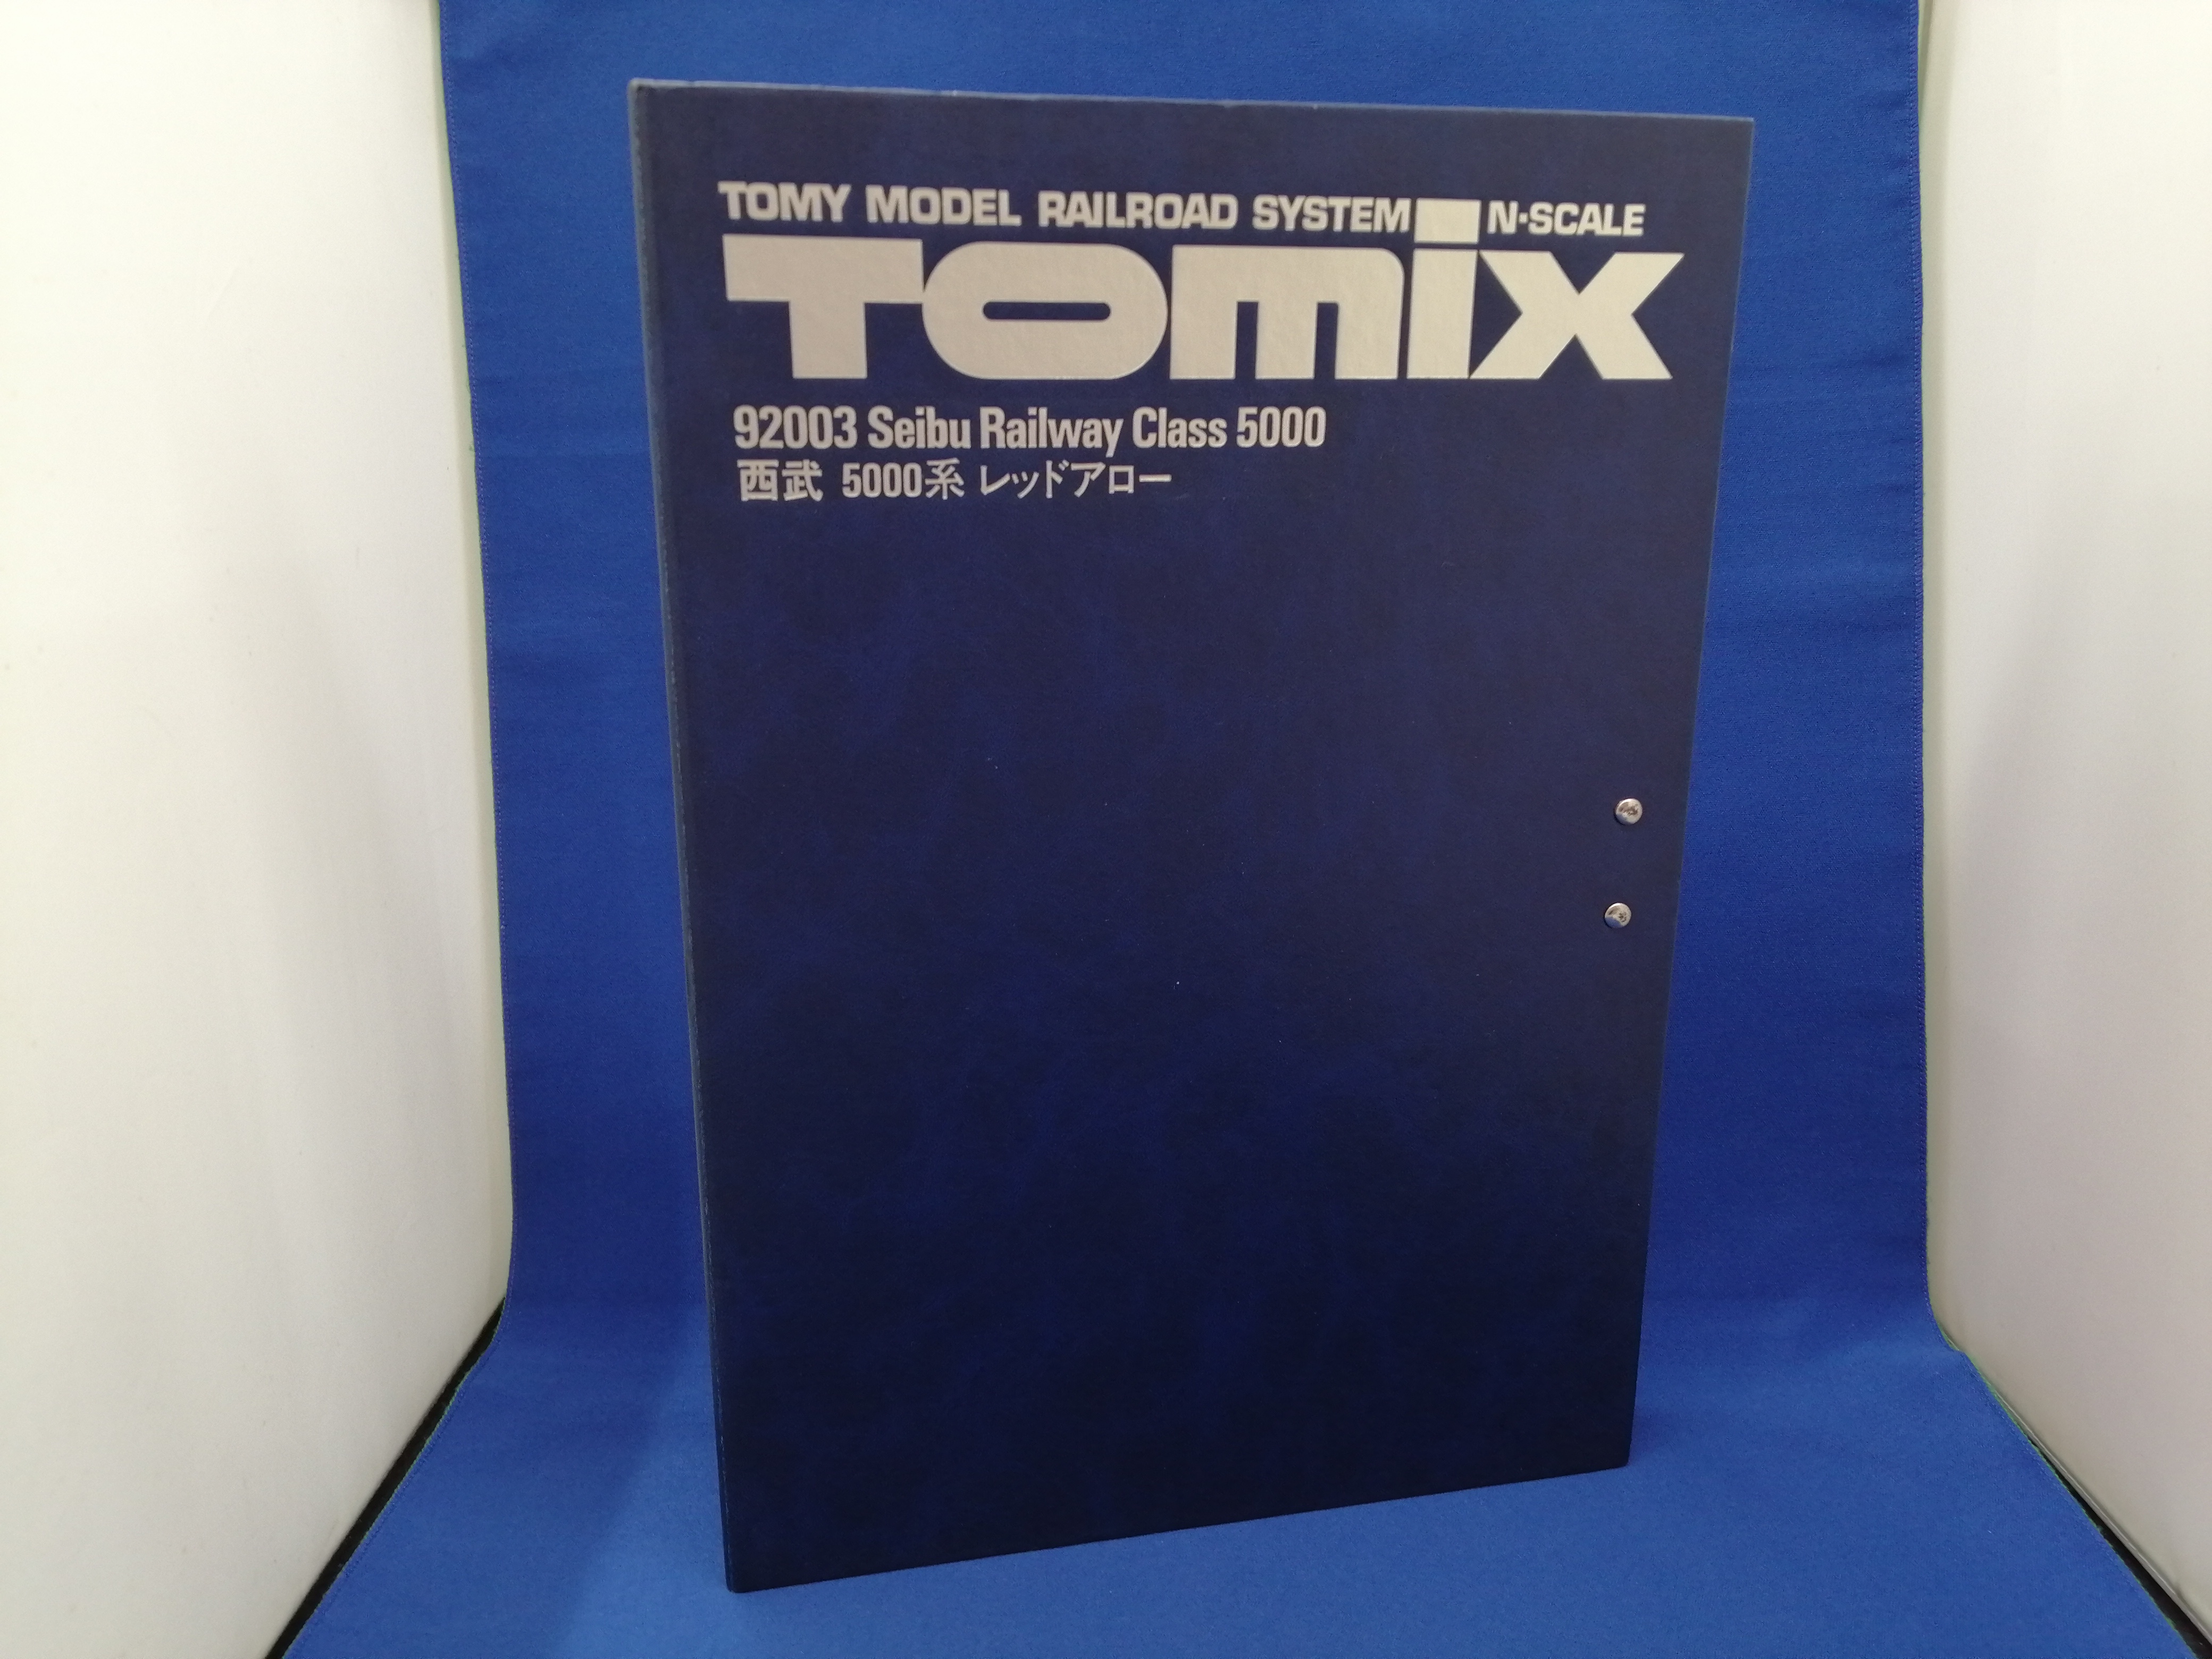 TOMY MODEL RAILROAD SYSTEM N·SCALE
TOMIX
92003 Seibu Railway Class 5000
西武 5000系 レッドアロー